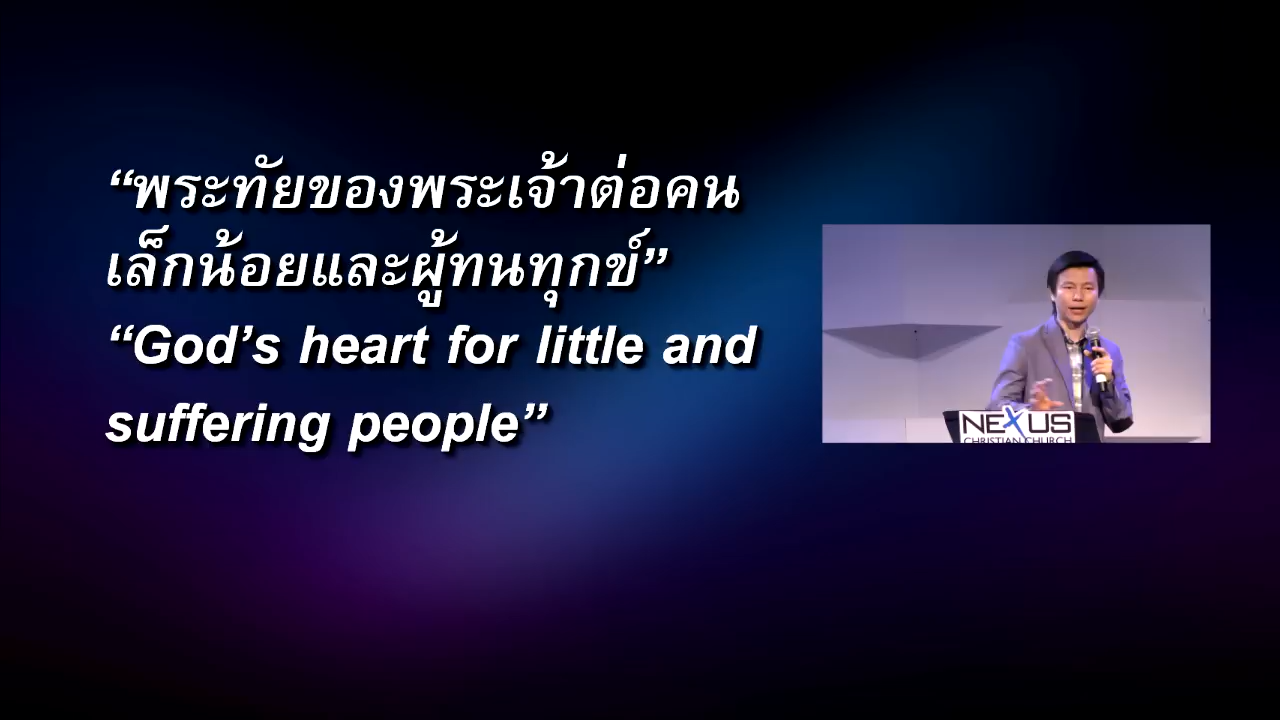 “พระทัยของพระเจ้าต่อคน
เล็กน้อยและผู้ทนทุกข์”
“God’s heart for little and
suffering people”
NEXUS
CHRISTIAN CHURCH